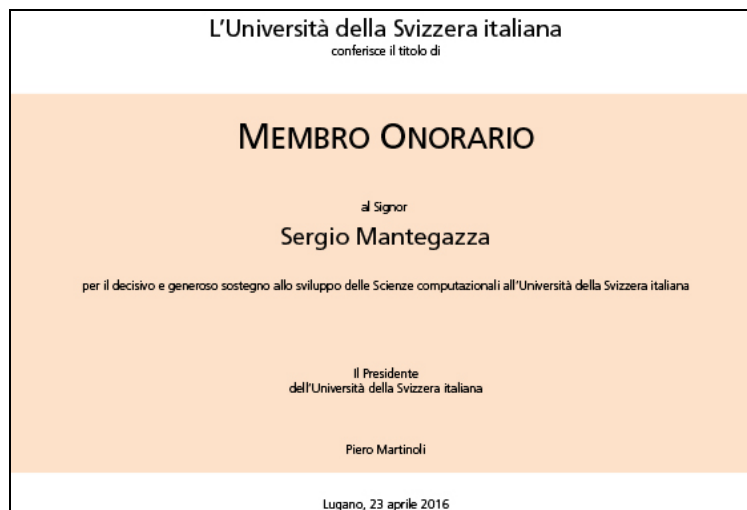 L'Università della Svizzera italiana
conferisce il titolo di
MEMBRO ONORARIO
al Signor
Sergio Mantegazza
per il decisivo e generoso sostegno allo sviluppo delle Scienze computazionali all'Università della Svizzera italiana
Il Presidente
dell'Università della Svizzera italiana
Piero Martinoli
Lugano, 23 aprile 2016